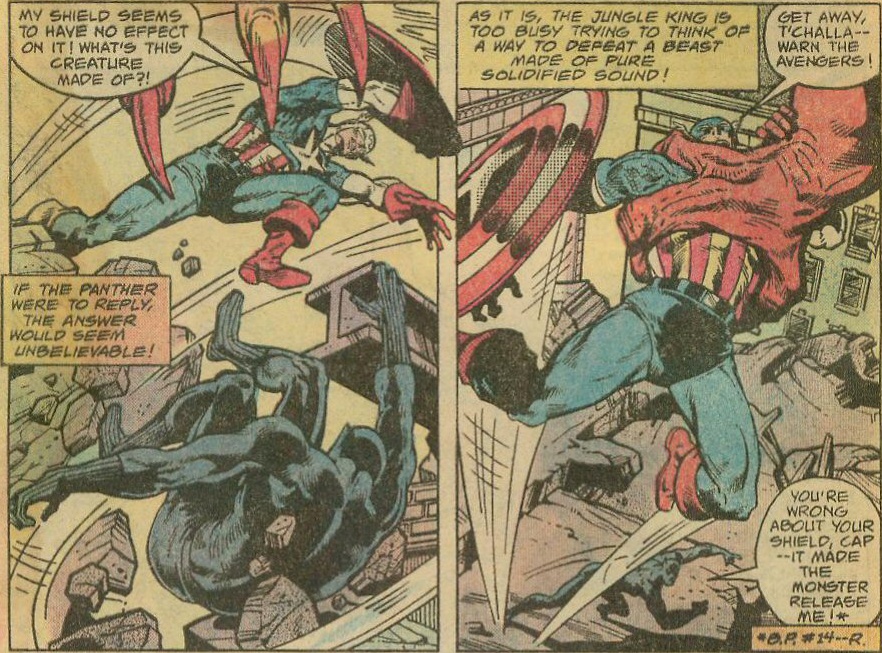 MY SHIELD SEEMS
TO HAVE NO EFFECT
ON IT! WHAT'S THIS
CREATURE
MADE OF?!
IF THE PANTHER
WERE TO REPLY,
THE ANSWER
WOULD SEEM
UNBELIEVABLE!
AS IT IS, THE JUNGLE KING IS
TOO BUSY TRYING TO THINK OF
A WAY TO DEFEAT A BEAST
MADE OF PURE
SOLIDIFIED SOUND!
GET AWAY,
T'CHALLA--
WARN THE
AVENGERS!
YOU'RE
WRONG
ABOUT YOUR
SHIELD, CAP
--IT MADE
THE
MONSTER
RELEASE
ME!*
*B.P. #14--R.